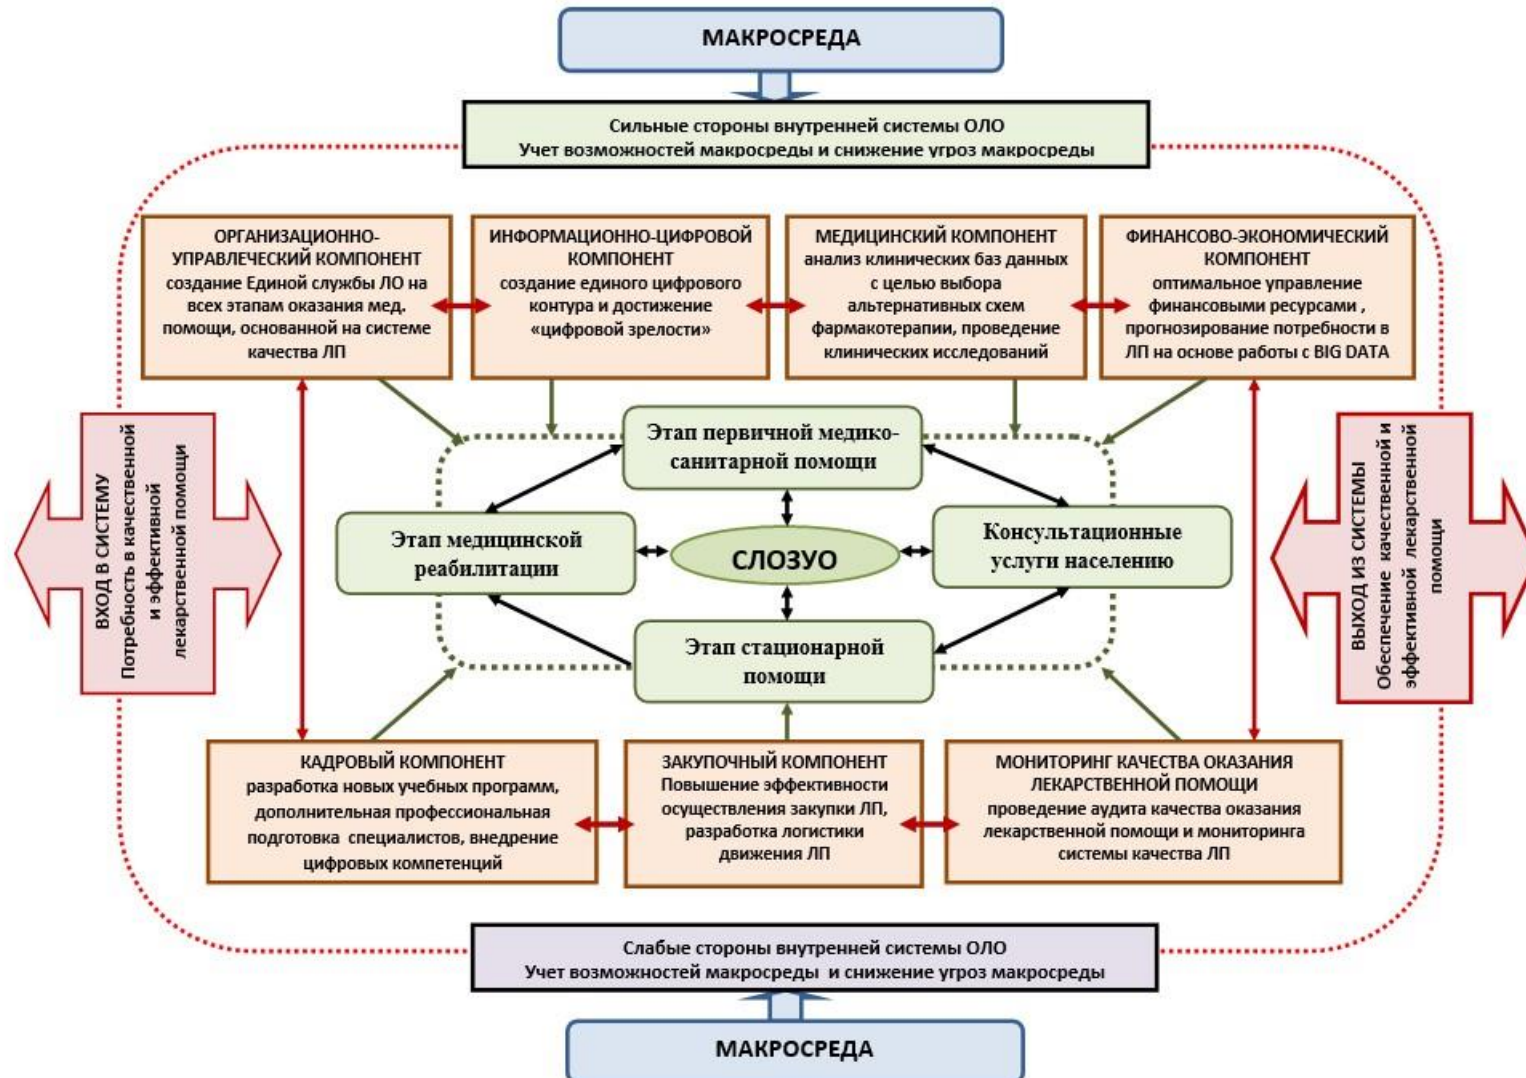 МАКРОСРЕДА
Сильные стороны внутренней системы ОЛО
Учет возможностей макросреды и снижение угроз макросреды
ОРГАНИЗАЦИОННО-
УПРАВЛЕЧЕСКИЙ КОМПОНЕНТ
создание Единой службы ЛО на
всех этапам оказания мед.
помощи, основанной на системе
качества ЛП
ИНФОРМАЦИОННО-ЦИФРОВОЙ
КОМПОНЕНТ
создание единого цифрового
контура и достижение
«цифровой зрелости»
МЕДИЦИНСКИЙ КОМПОНЕНТ
анализ клинических баз данных
с целью выбора
альтернативных схем
фармакотерапии, проведение
клинических исследований
ФИНАНСОВО-ЭКОНОМИЧЕСКИЙ
КОМПОНЕНТ
оптимальное управление
финансовыми ресурсами ,
прогнозирование потребности в
ЛП на основе работы с BIG DATA
ВХОД В СИСТЕМУ
Потребность в качественной
и эффективной
лекарственной помощи
Этап первичной медико-
санитарной помощи
Этап медицинской
реабилитации
СЛОЗУО
Консультационные
услуги населению
Этап стационарной
помощи
ВЫХОД ИЗ СИСТЕМЫ
Обеспечение качественной и
эффективной лекарственной
помощи
КАДРОВЫЙ КОМПОНЕНТ
разработка новых учебных программ,
дополнительная профессиональная
подготовка специалистов, внедрение
цифровых компетенций
ЗАКУПОЧНЫЙ КОМПОНЕНТ
Повышение эффективности
осуществления закупки ЛП,
разработка логистики
движения ЛП
МОНИТОРИНГ КАЧЕСТВА ОКАЗАНИЯ
ЛЕКАРСТВЕННОЙ ПОМОЩИ
проведение аудита качества оказания
лекарственной помощи и мониторинга
системы качества ЛП
Слабые стороны внутренней системы ОЛО
Учет возможностей макросреды и снижение угроз макросреды
МАКРОСРЕДА